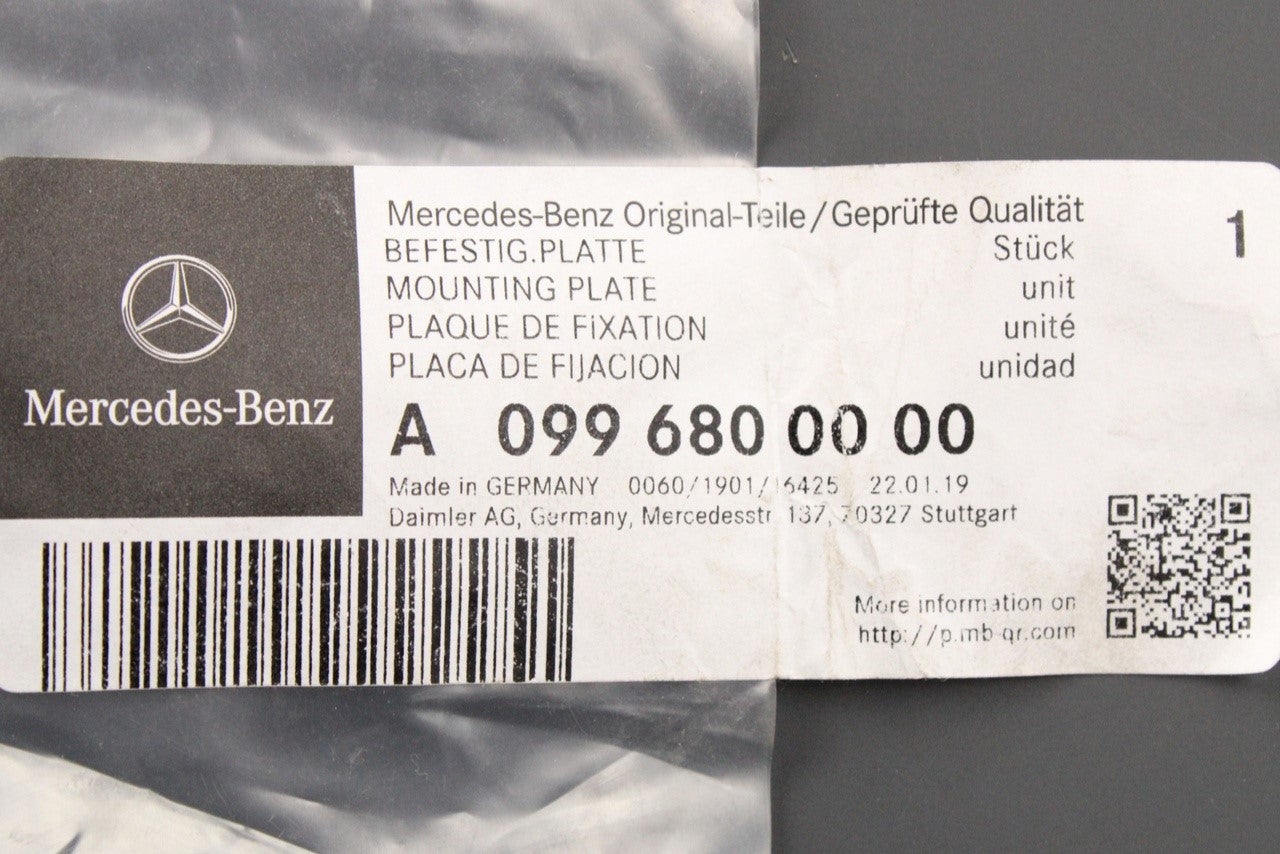 Mercedes-Benz
Mercedes-Benz Original-Teile/Geprüfte Qualität 1
BEFESTIG.PLATTE Stück
MOUNTING PLATE unit
PLAQUE DE FIXATION unité
PLACA DE FIJACION unidad
A 099 680 00 00
Made in GERMANY 0060/1901/ 22.01.19
Daimler AG, Germany, Mercedesstr 137, 70327 Stuttgart
More information on
http://p.mb-qr.com